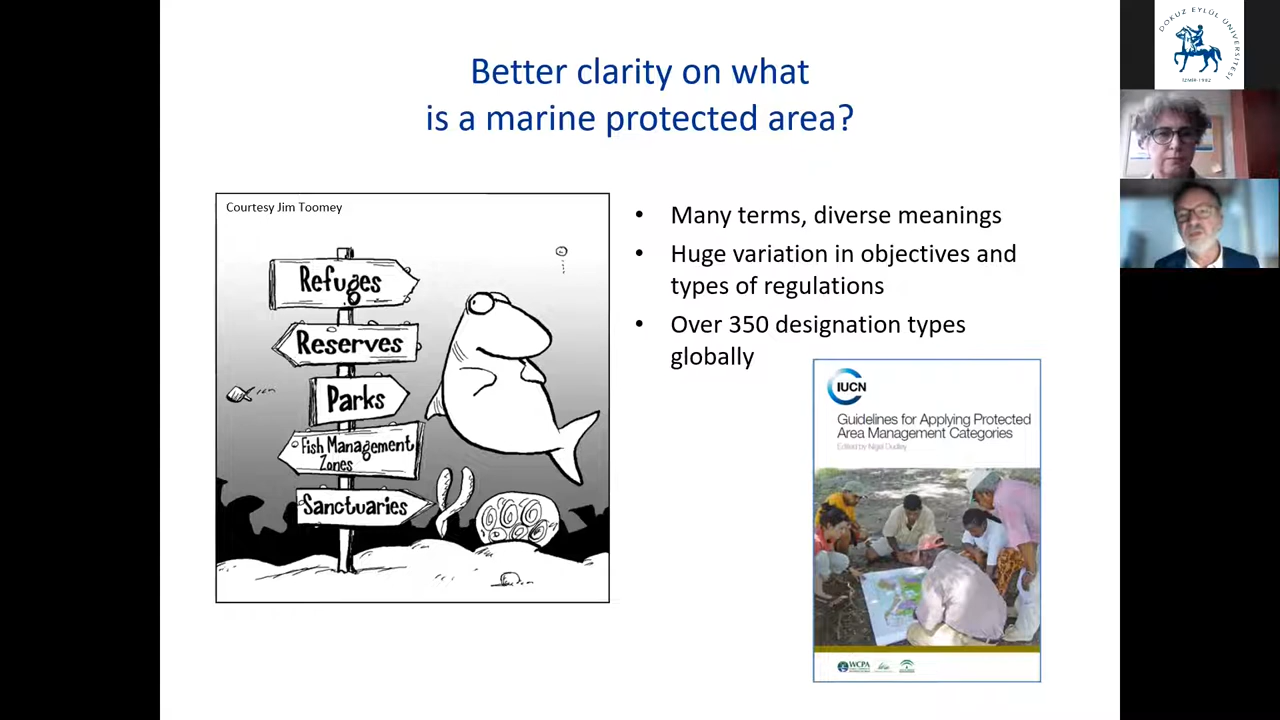 Better clarity on what
is a marine protected area?
Courtesy Jim Toomey
Refuges
Reserves
Parks
Fish Management
Zones
Sanctuaries
• Many terms, diverse meanings
• Huge variation in objectives and
types of regulations
• Over 350 designation types
globally
IUCN
Guidelines for Applying Protected
Area Management Categories
Edited by Nigel Dudley
WCPA
DOKUZ EYLÜL ÜNİVERSİTESİ
İZMİR-1982